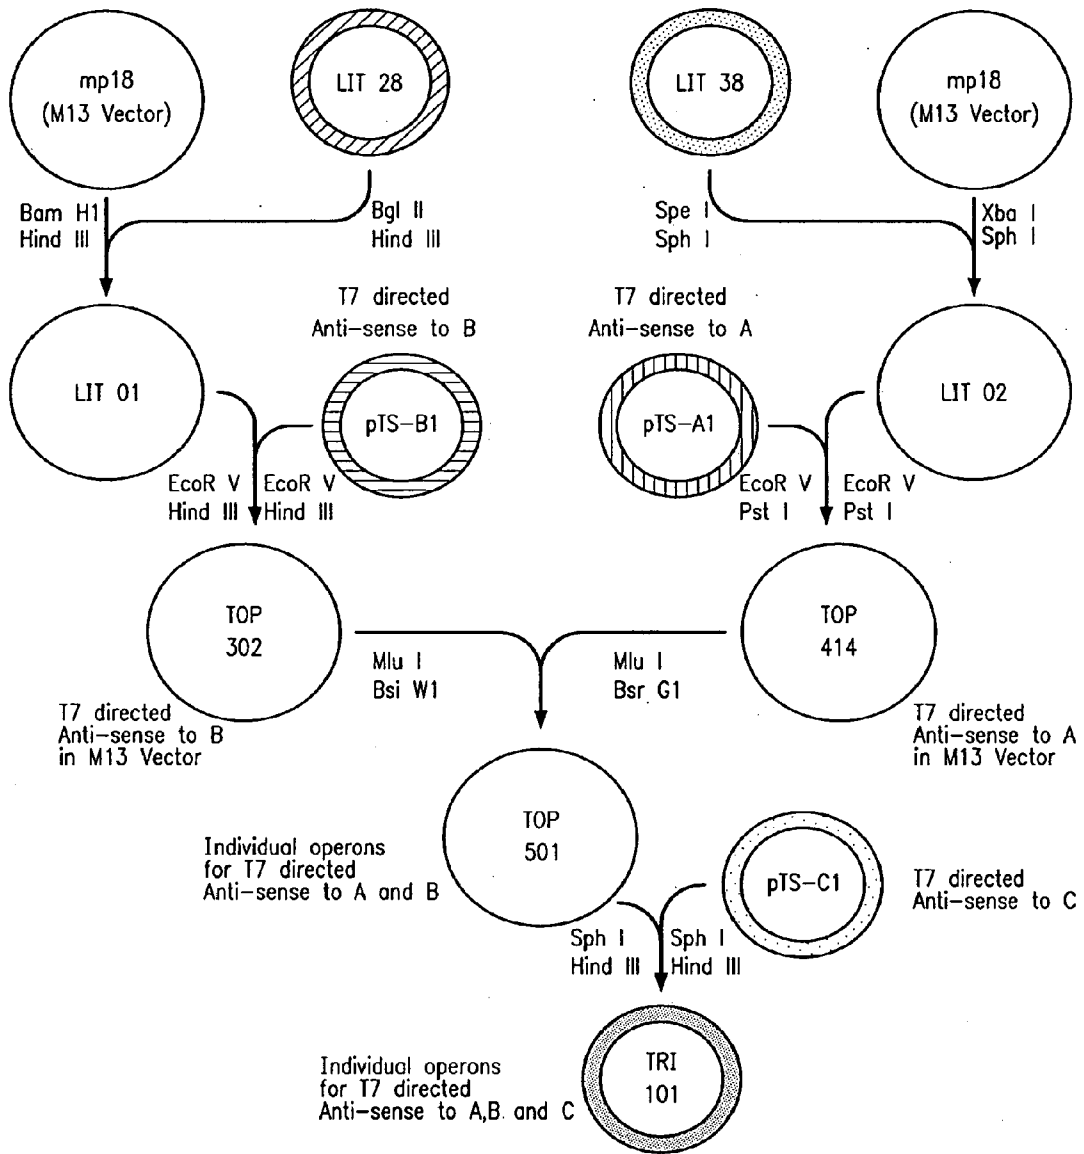 mp18
(M13 Vector)
LIT 28
LIT 38
mp18
(M13 Vector)
Bam H1
Hind III
Bgl II
Hind III
Spe I
Sph I
Xba I
Sph I
T7 directed
Anti-sense to B
T7 directed
Anti-sense to A
LIT 01
pTS-B1
pTS-A1
LIT 02
EcoR V
Hind III
EcoR V
Hind III
EcoR V
Pst I
EcoR V
Pst I
TOP
302
TOP
414
Mlu I
Bsi W1
Mlu I
Bsr G1
T7 directed
Anti-sense to B
in M13 Vector
T7 directed
Anti-sense to A
in M13 Vector
TOP
501
Individual operons
for T7 directed
Anti-sense to A and B
pTS-C1
T7 directed
Anti-sense to C
Sph I
Hind III
Sph I
Hind III
TRI
101
Individual operons
for T7 directed
Anti-sense to A,B and C